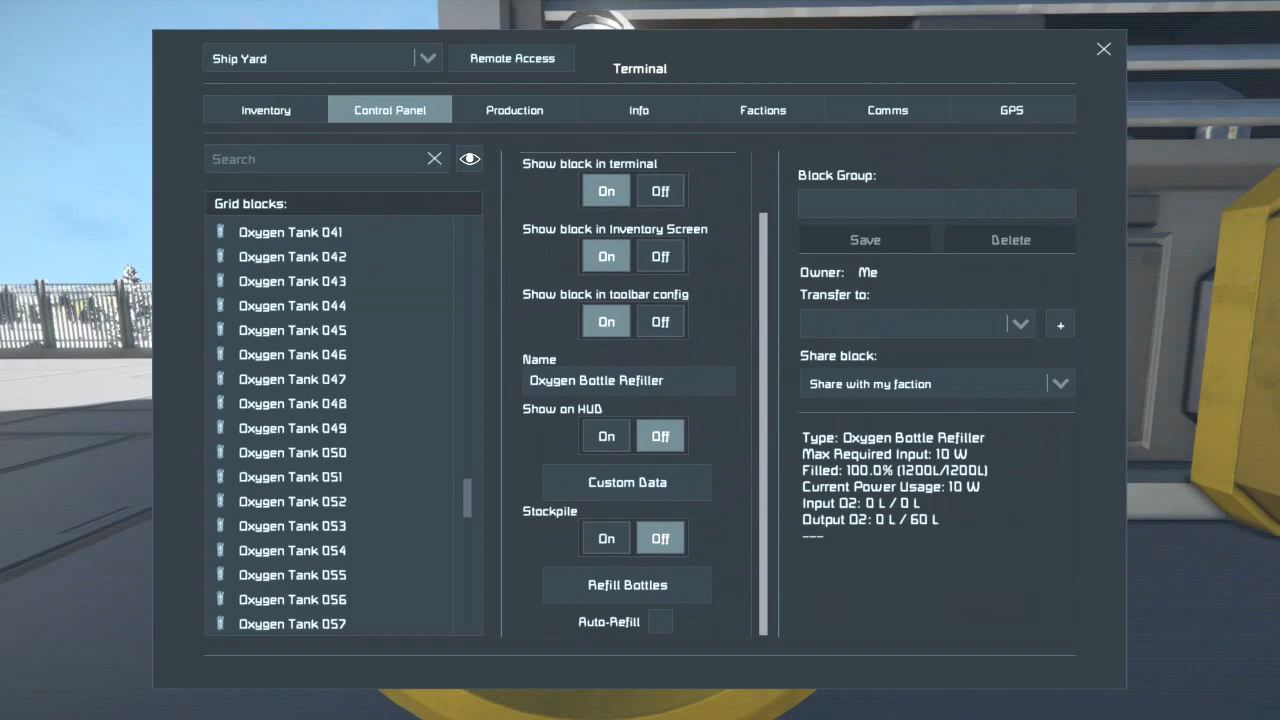 Ship Yard
Remote Access
Terminal
Inventory
Control Panel
Production
Info
Factions
Comms
GPS
Search
Grid blocks:
Oxygen Tank 041
Oxygen Tank 042
Oxygen Tank 043
Oxygen Tank 044
Oxygen Tank 045
Oxygen Tank 046
Oxygen Tank 047
Oxygen Tank 048
Oxygen Tank 049
Oxygen Tank 050
Oxygen Tank 051
Oxygen Tank 052
Oxygen Tank 053
Oxygen Tank 054
Oxygen Tank 055
Oxygen Tank 056
Oxygen Tank 057
Show block in terminal
On Off
Show block in Inventory Screen
On Off
Show block in toolbar config
On Off
Name
Oxygen Bottle Refiller
Show on HUD
On Off
Custom Data
Stockpile
On Off
Refill Bottles
Auto-Refill
Block Group:
Save
Delete
Owner: Me
Transfer to:
+
Share block:
Share with my faction
Type: Oxygen Bottle Refiller
Max Required Input: 10 W
Filled: 100.0% (1200L/1200L)
Current Power Usage: 10 W
Input O2: 0 L / 0 L
Output O2: 0 L / 60 L
---